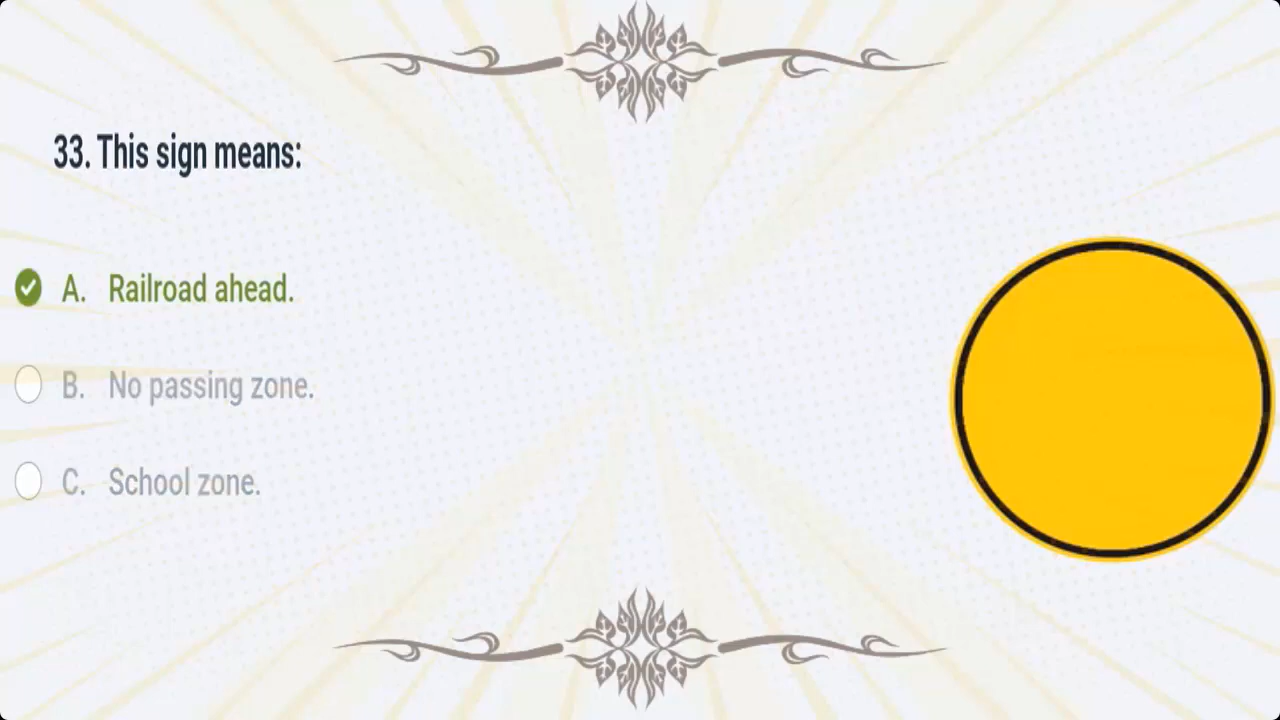 33. This sign means:
A. Railroad ahead.
B. No passing zone.
C. School zone.